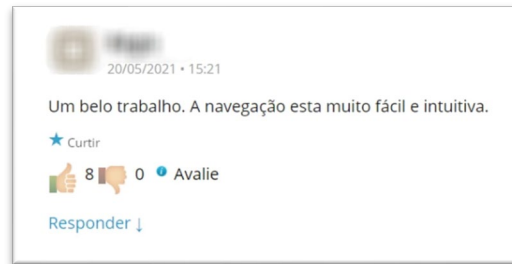 20/05/2021 • 15:21
Um belo trabalho. A navegação esta muito fácil e intuitiva.
★ Curtir
8 0 Avalie
Responder ↓